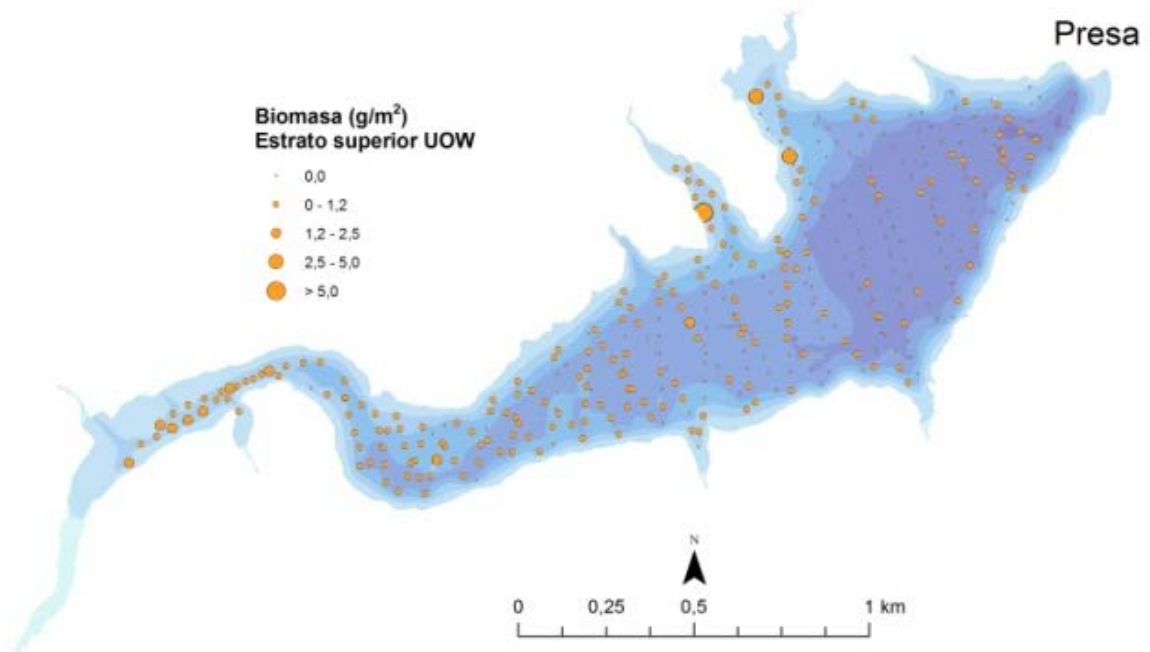 Presa
Biomasa (g/m²)
Estrato superior UOW
0,0
0 - 1,2
1,2 - 2,5
2,5 - 5,0
> 5,0
N
0 0,25 0,5 1 km